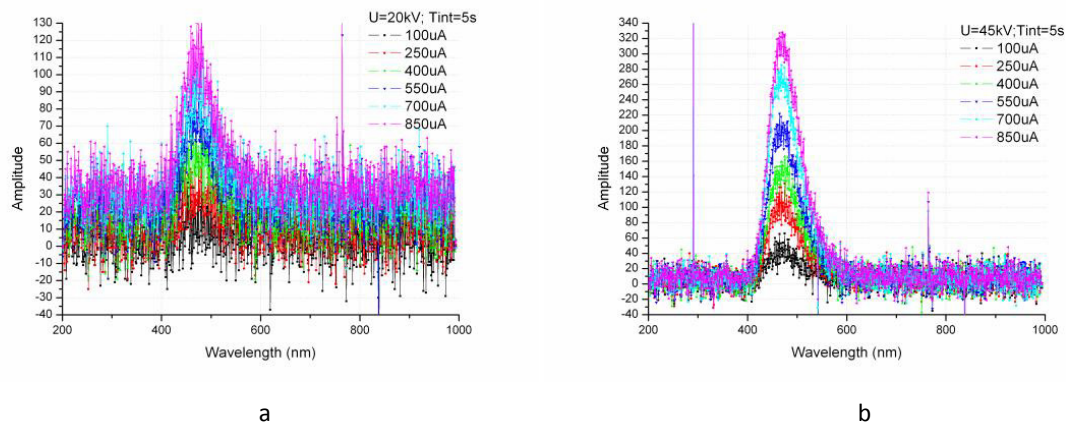 U=20kV; Tint=5s
100uA
250uA
400uA
550uA
700uA
850uA
130
120
110
100
90
80
70
60
50
40
30
20
10
0
-10
-20
-30
-40
Amplitude
200 400 600 800 1000
Wavelength (nm)
a
U=45kV;Tint=5s
100uA
250uA
400uA
550uA
700uA
850uA
340
320
300
280
260
240
220
200
180
160
140
120
100
80
60
40
20
0
-20
-40
Amplitude
200 400 600 800 1000
Wavelength (nm)
b